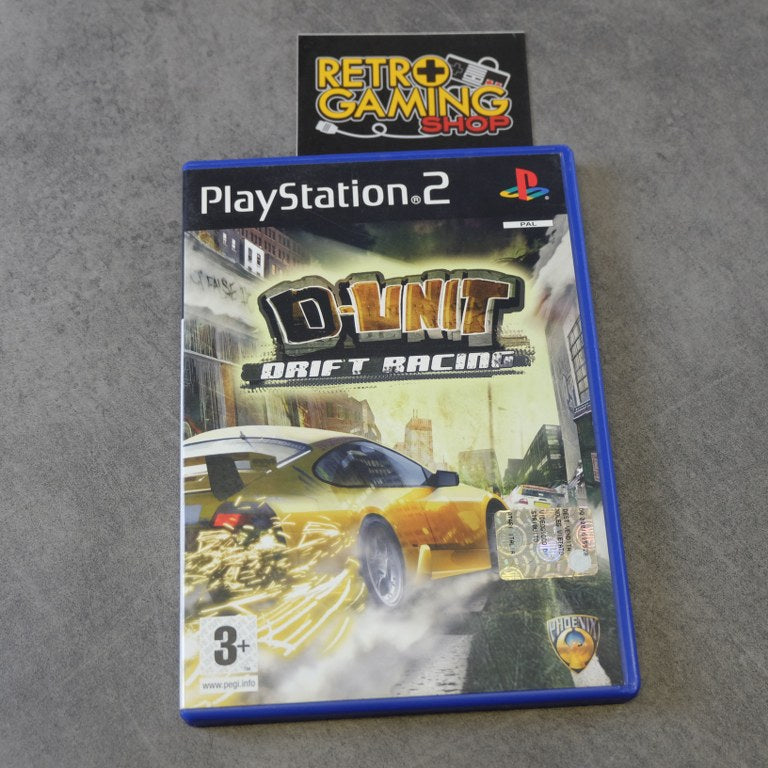 RETRO
GAMING
SHOP
PlayStation®2
PAL
D-UNIT
DRIFT RACING
PHOENIX
3+
www.pegi.info